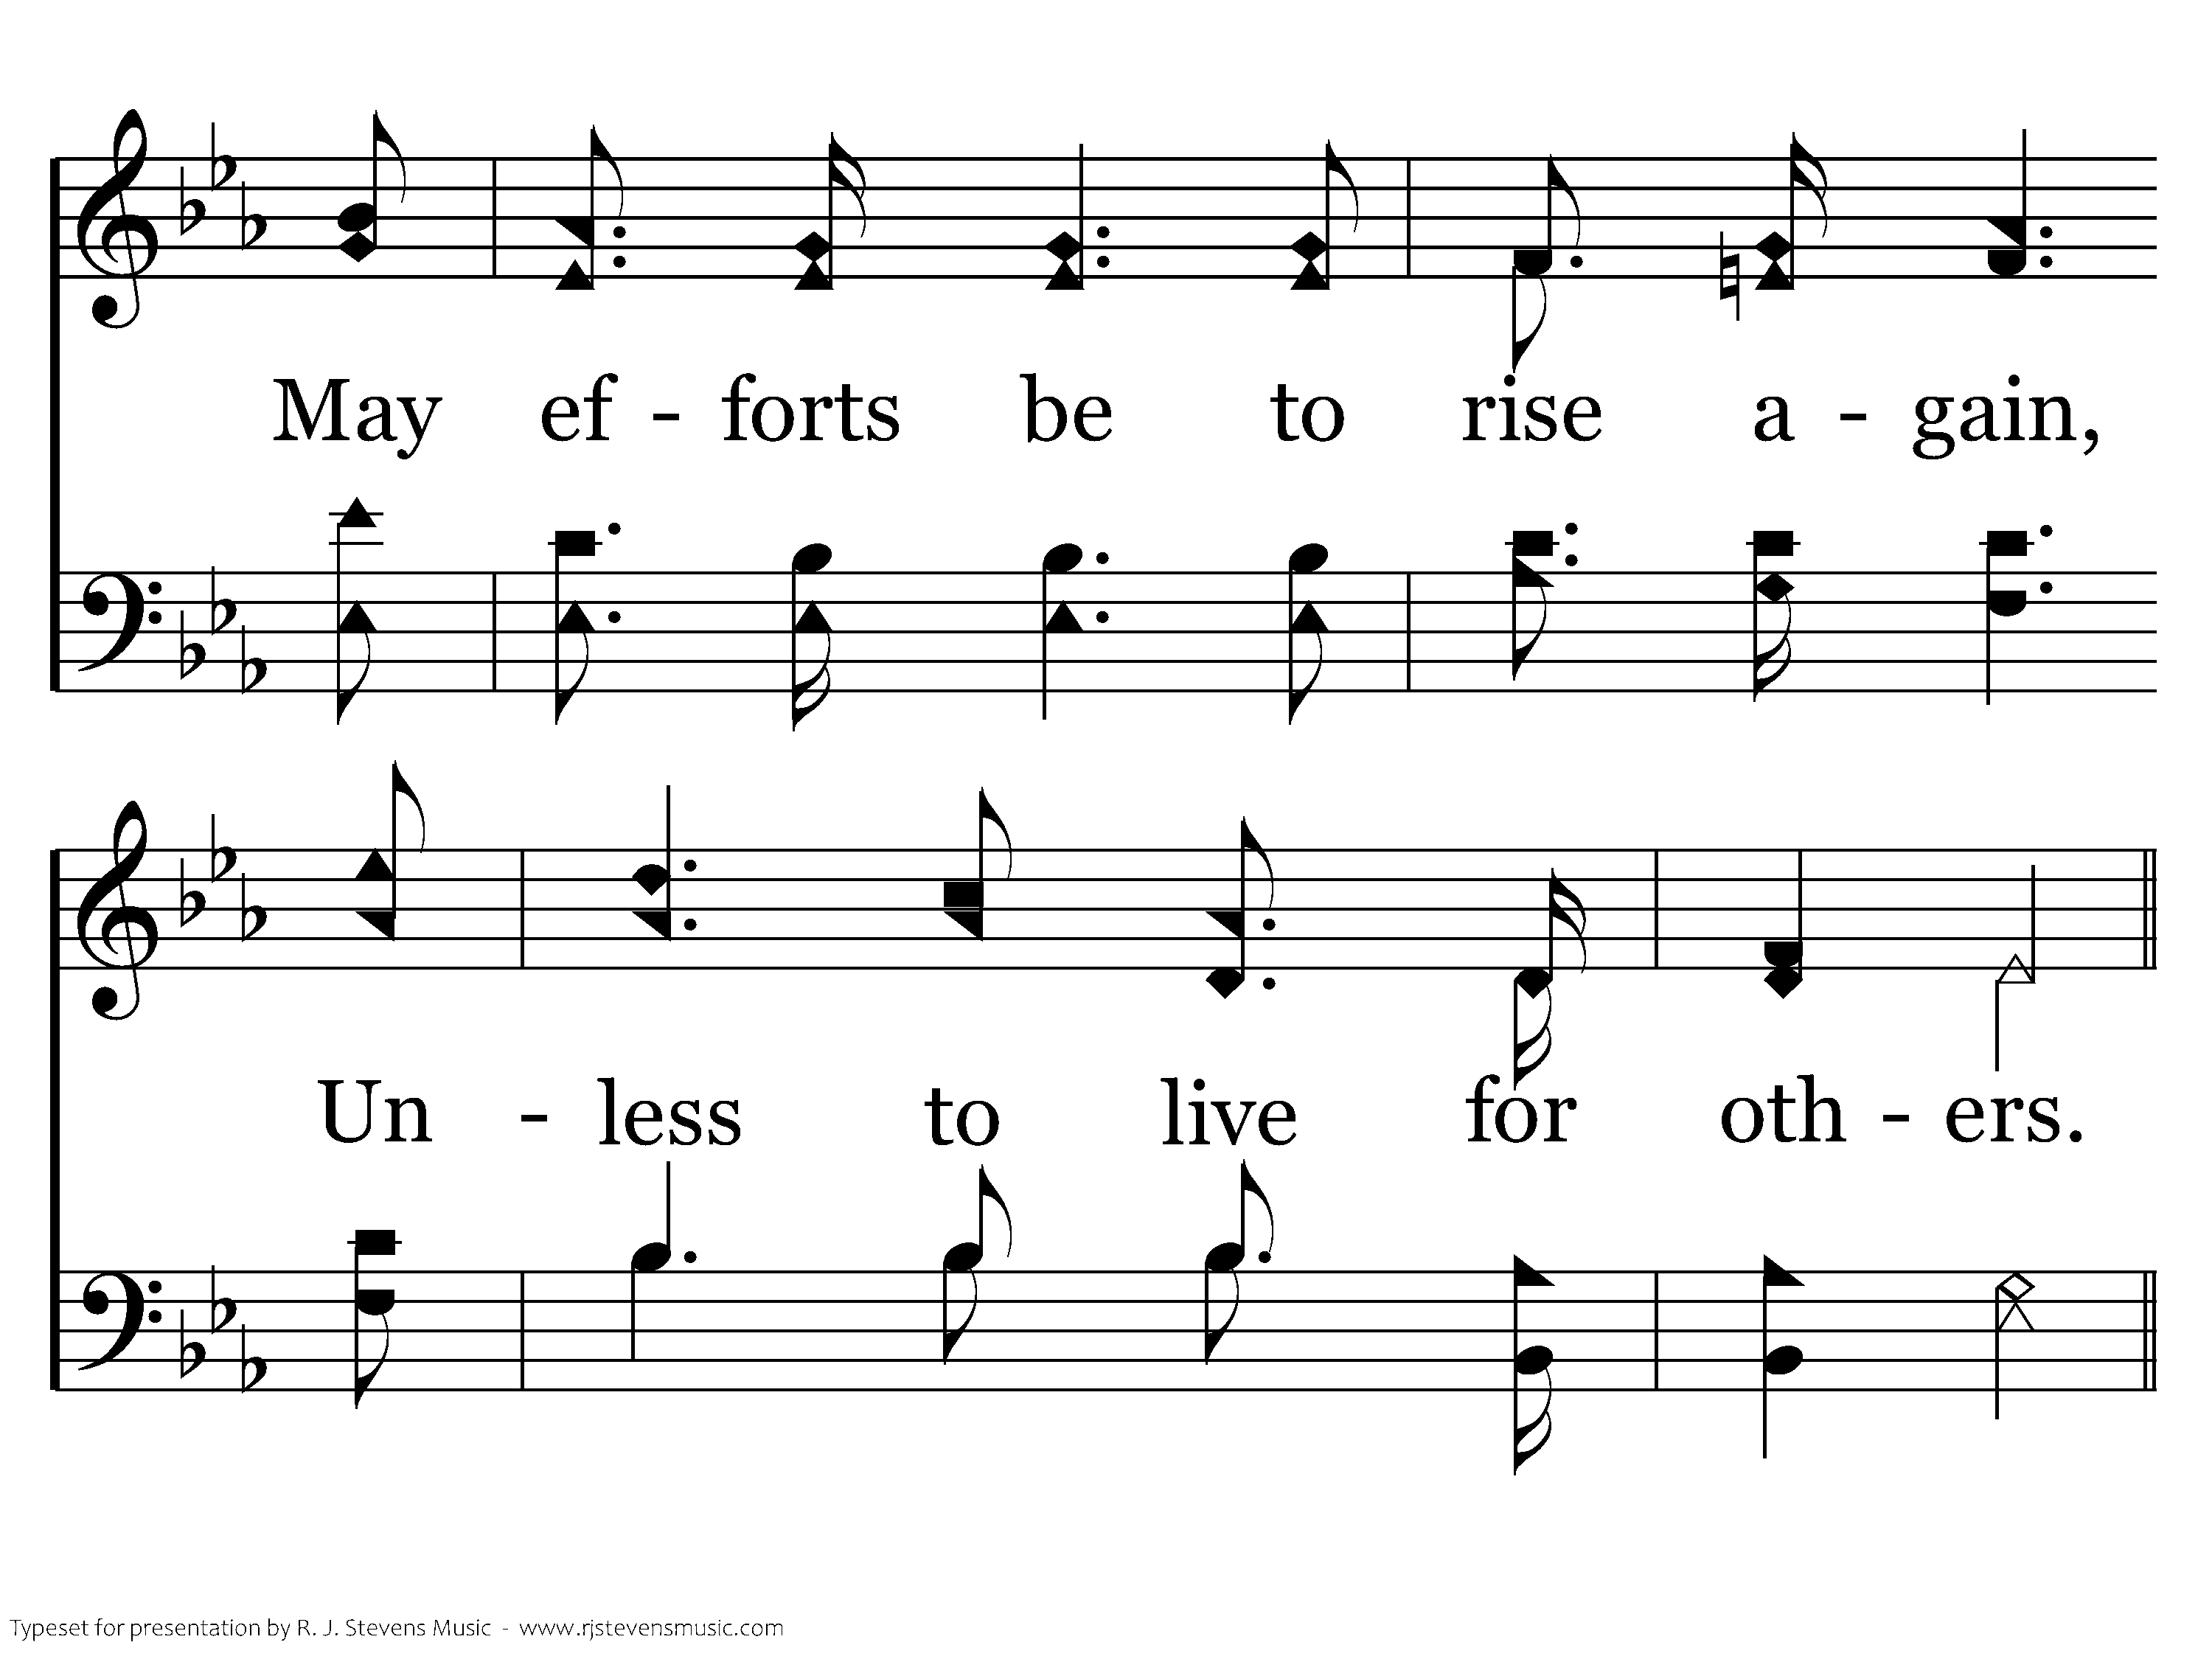 May ef - forts be to rise a - gain,
Un - less to live for oth - ers.
Typeset for presentation by R. J. Stevens Music - www.rjstevensmusic.com